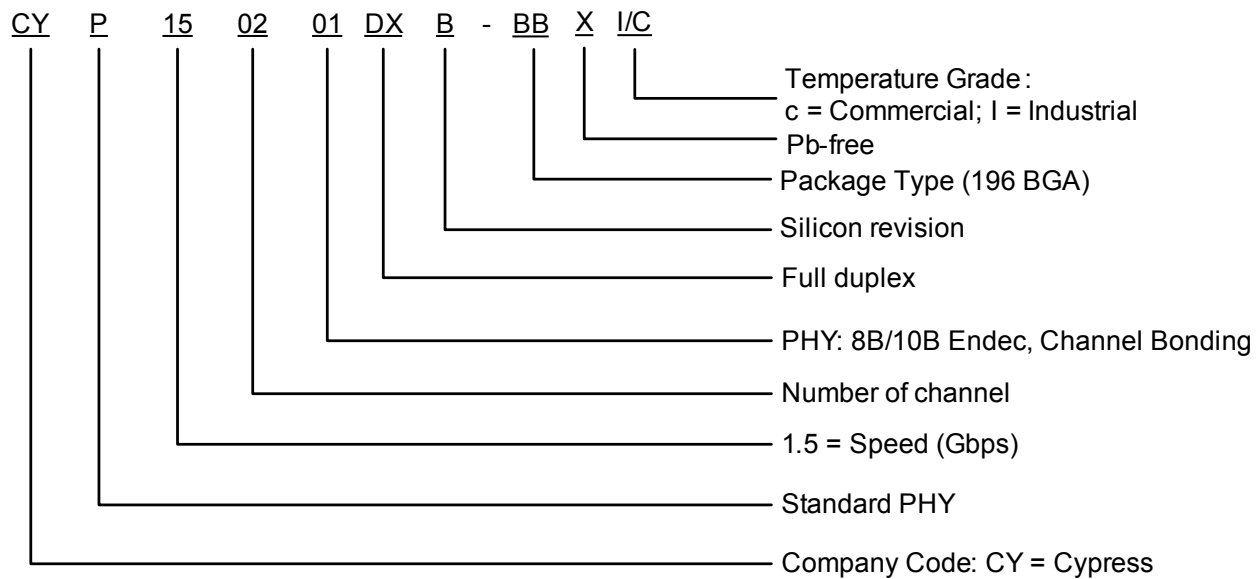 CY P 15 02 01 DX B - BB X I/C
Temperature Grade:
c = Commercial; I = Industrial
Pb-free
Package Type (196 BGA)
Silicon revision
Full duplex
PHY: 8B/10B Endec, Channel Bonding
Number of channel
1.5 = Speed (Gbps)
Standard PHY
Company Code: CY = Cypress